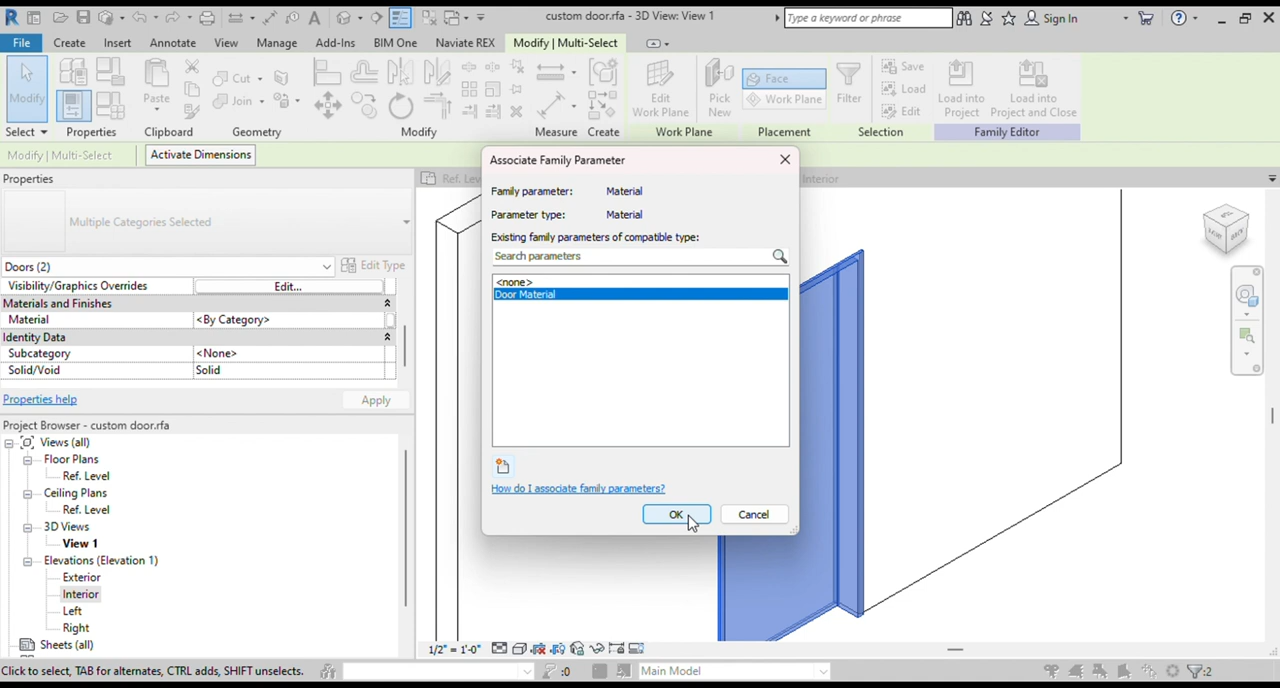 custom door.rfa - 3D View: View 1
Type a keyword or phrase
Sign In
File Create Insert Annotate View Manage Add-Ins BIM One Naviate REX Modify | Multi-Select
Modify
Paste
Cut
Join
Edit Work Plane
Pick New
Face
Work Plane
Filter
Save
Load
Edit
Load into Project
Load into Project and Close
Select Properties Clipboard Geometry Modify Measure Create Work Plane Placement Selection Family Editor
Modify | Multi-Select Activate Dimensions
Properties
Multiple Categories Selected
Doors (2) Edit Type
Visibility/Graphics Overrides Edit...
Materials and Finishes
Material <By Category>
Identity Data
Subcategory <None>
Solid/Void Solid
Properties help Apply
Project Browser - custom door.rfa
Views (all)
Floor Plans
Ref. Level
Ceiling Plans
Ref. Level
3D Views
View 1
Elevations (Elevation 1)
Exterior
Interior
Left
Right
Sheets (all)
Ref. Le
Interior
Associate Family Parameter
Family parameter: Material
Parameter type: Material
Existing family parameters of compatible type:
Search parameters
<none>
Door Material
How do I associate family parameters?
OK Cancel
1/2" = 1'-0"
Click to select, TAB for alternates, CTRL adds, SHIFT unselects.
:0
Main Model
:2